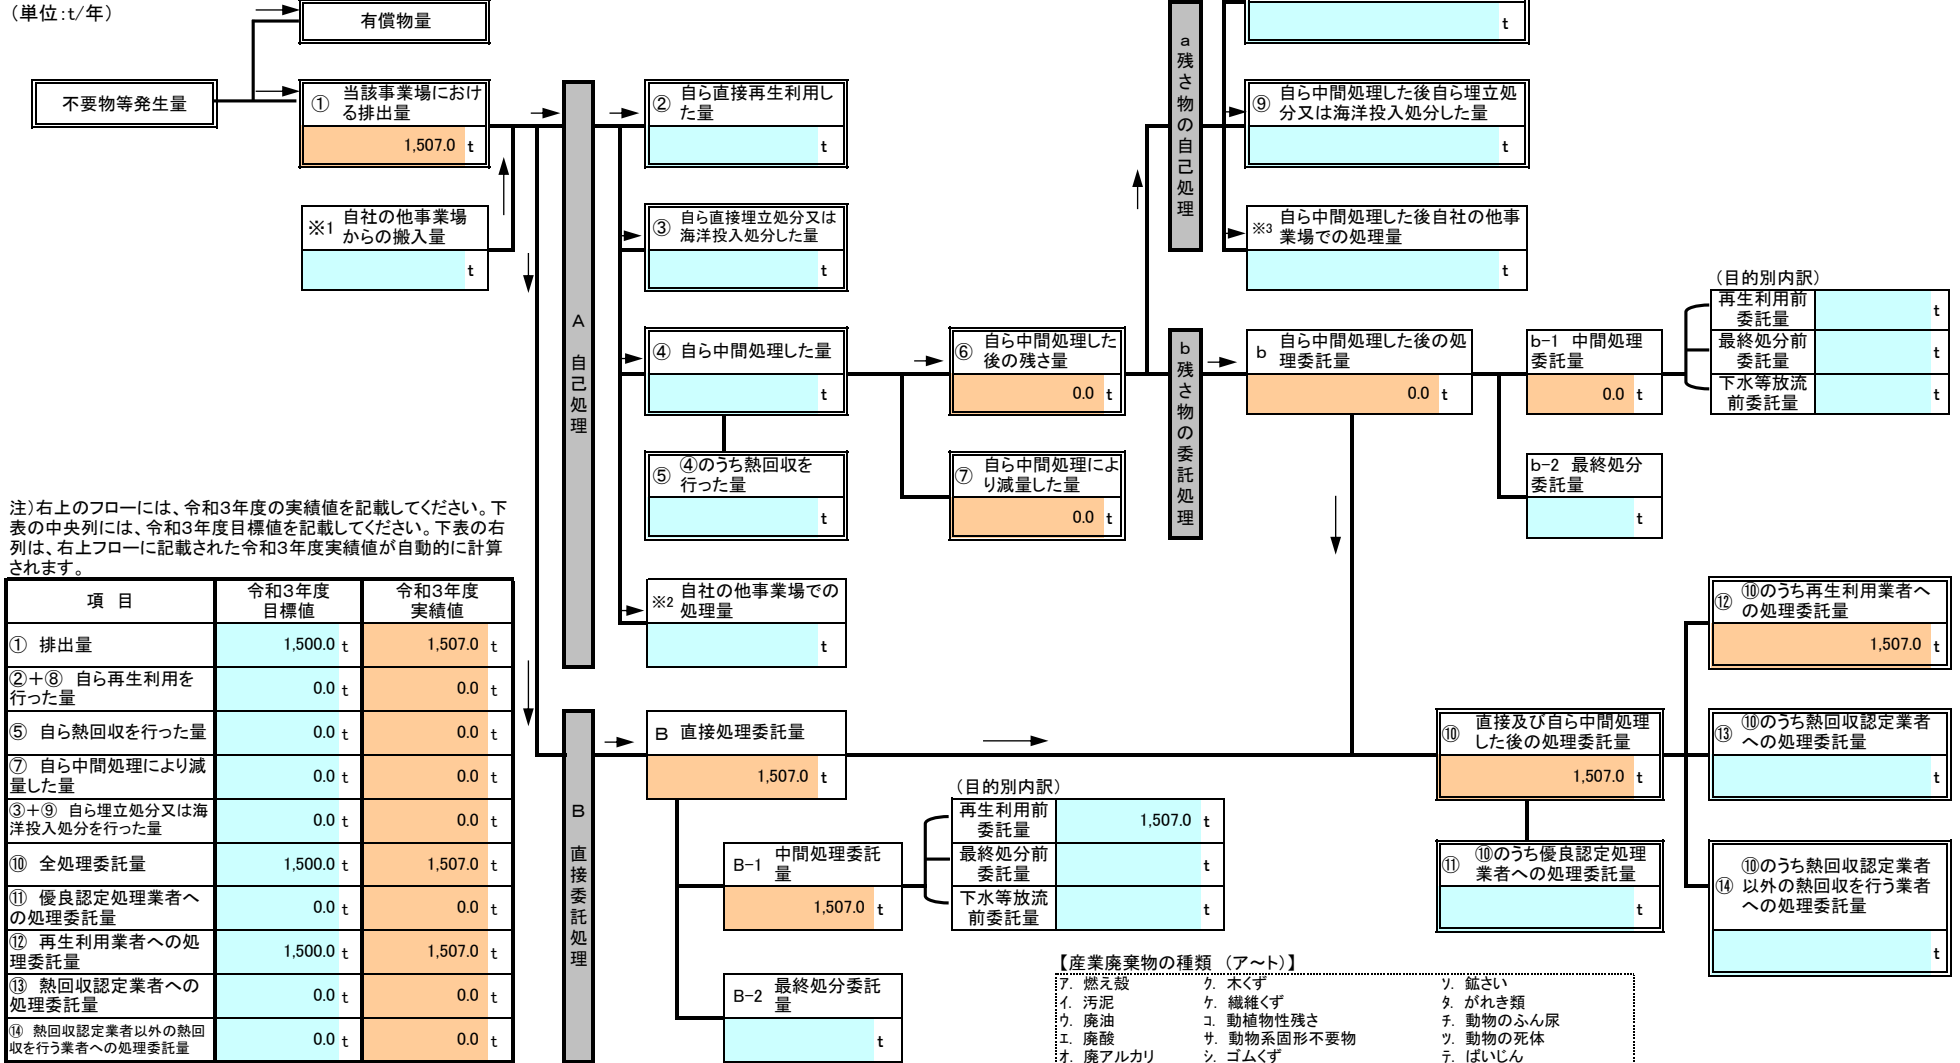 （単位：t/年）
有償物量
不要物等発生量
① 当該事業場におけ
る排出量
1,507.0 t
※1 自社の他事業場
からの搬入量
t
A 自己処理
② 自ら直接再生利用し
た量
t
③ 自ら直接埋立処分又は
海洋投入処分した量
t
④ 自ら中間処理した量
t
⑤ ④のうち熱回収を
行った量
t
※2 自社の他事業場での
処理量
t
⑥ 自ら中間処理した
後の残さ量
0.0 t
⑦ 自ら中間処理によ
り減量した量
0.0 t
a 残さ物の自己処理
t
⑨ 自ら中間処理した後自ら埋立処
分又は海洋投入処分した量
t
※3 自ら中間処理した後自社の他事
業場での処理量
t
b 残さ物の委託処理
b 自ら中間処理した後の処
理委託量
0.0 t
b-1 中間処理
委託量
0.0 t
b-2 最終処分
委託量
t
（目的別内訳）
再生利用前
委託量
t
最終処分前
委託量
t
下水等放流
前委託量
t
注）右上のフローには、令和3年度の実績値を記載してください。下
表の中央列には、令和3年度目標値を記載してください。下表の右
列は、右上フローに記載された令和3年度実績値が自動的に計算
されます。
項 目
令和3年度
目標値
令和3年度
実績値
① 排出量
1,500.0 t
1,507.0 t
②＋⑧ 自ら再生利用を
行った量
0.0 t
0.0 t
⑤ 自ら熱回収を行った量
0.0 t
0.0 t
⑦ 自ら中間処理により減
量した量
0.0 t
0.0 t
③＋⑨ 自ら埋立処分又は海
洋投入処分を行った量
0.0 t
0.0 t
⑩ 全処理委託量
1,500.0 t
1,507.0 t
⑪ 優良認定処理業者へ
の処理委託量
0.0 t
0.0 t
⑫ 再生利用業者への処
理委託量
1,500.0 t
1,507.0 t
⑬ 熱回収認定業者への
処理委託量
0.0 t
0.0 t
⑭ 熱回収認定業者以外の熱回
収を行う業者への処理委託量
0.0 t
0.0 t
B 直接委託処理
B 直接処理委託量
1,507.0 t
B-1 中間処理委託
量
1,507.0 t
B-2 最終処分委託
量
t
（目的別内訳）
再生利用前
委託量
1,507.0 t
最終処分前
委託量
t
下水等放流
前委託量
t
⑩ 直接及び自ら中間処理
した後の処理委託量
1,507.0 t
⑪ ⑩のうち優良認定処理
業者への処理委託量
t
⑫ ⑩のうち再生利用業者へ
の処理委託量
1,507.0 t
⑬ ⑩のうち熱回収認定業者
への処理委託量
t
⑭ ⑩のうち熱回収認定業者
以外の熱回収を行う業者
への処理委託量
t
【産業廃棄物の種類 （ア～ト）】
ア. 燃え殻 ク. 木くず ソ. 鉱さい
イ. 汚泥 ケ. 繊維くず タ. がれき類
ウ. 廃油 コ. 動植物性残さ チ. 動物のふん尿
エ. 廃酸 サ. 動物系固形不要物 ツ. 動物の死体
オ. 廃アルカリ シ. ゴムくず テ. ばいじん